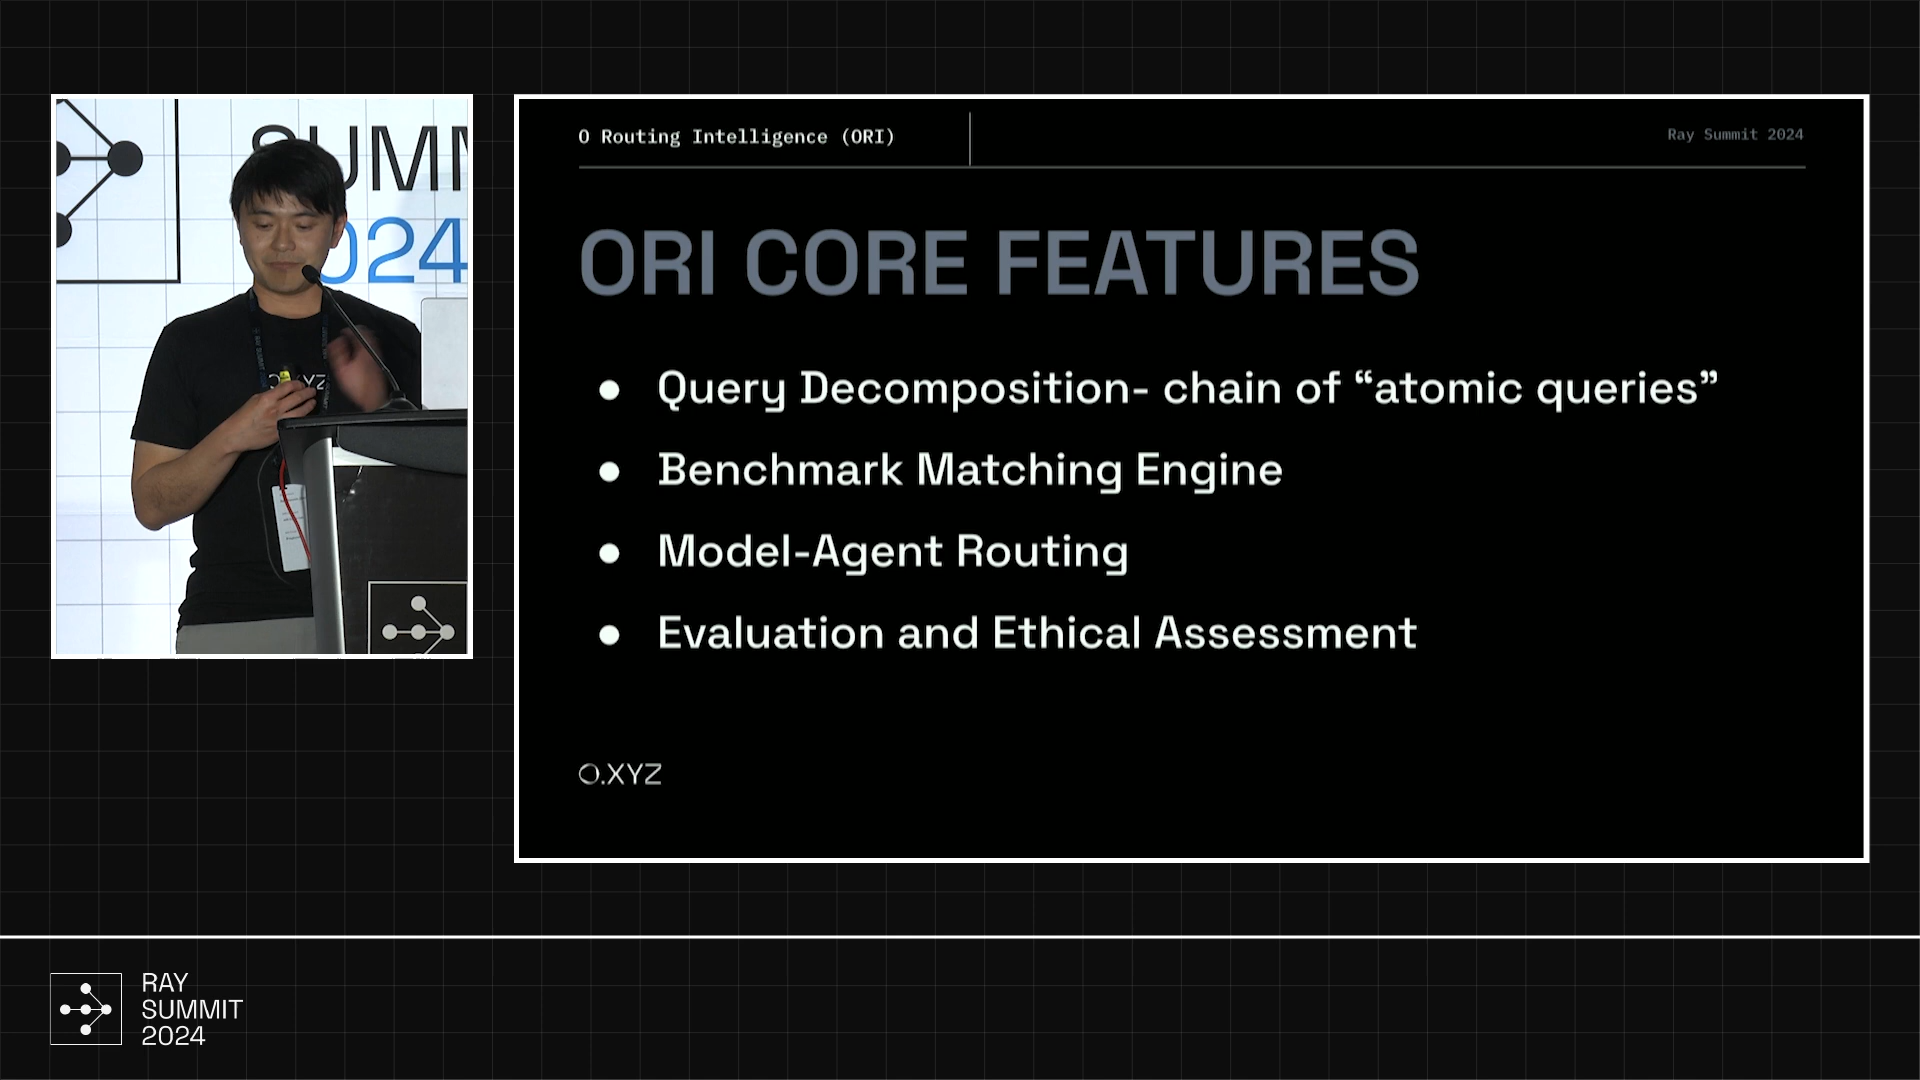 SUMM
2024
O Routing Intelligence (ORI)
Ray Summit 2024
ORI CORE FEATURES
● Query Decomposition- chain of “atomic queries”
● Benchmark Matching Engine
● Model-Agent Routing
● Evaluation and Ethical Assessment
O.XYZ
RAY
SUMMIT
2024